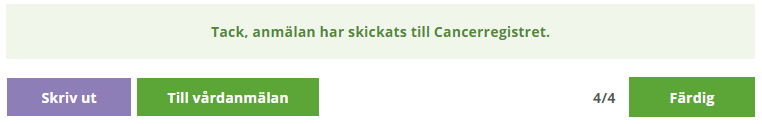 Tack, anmälan har skickats till Cancerregistret.
Skriv ut Till vårdanmälan 4/4 Färdig